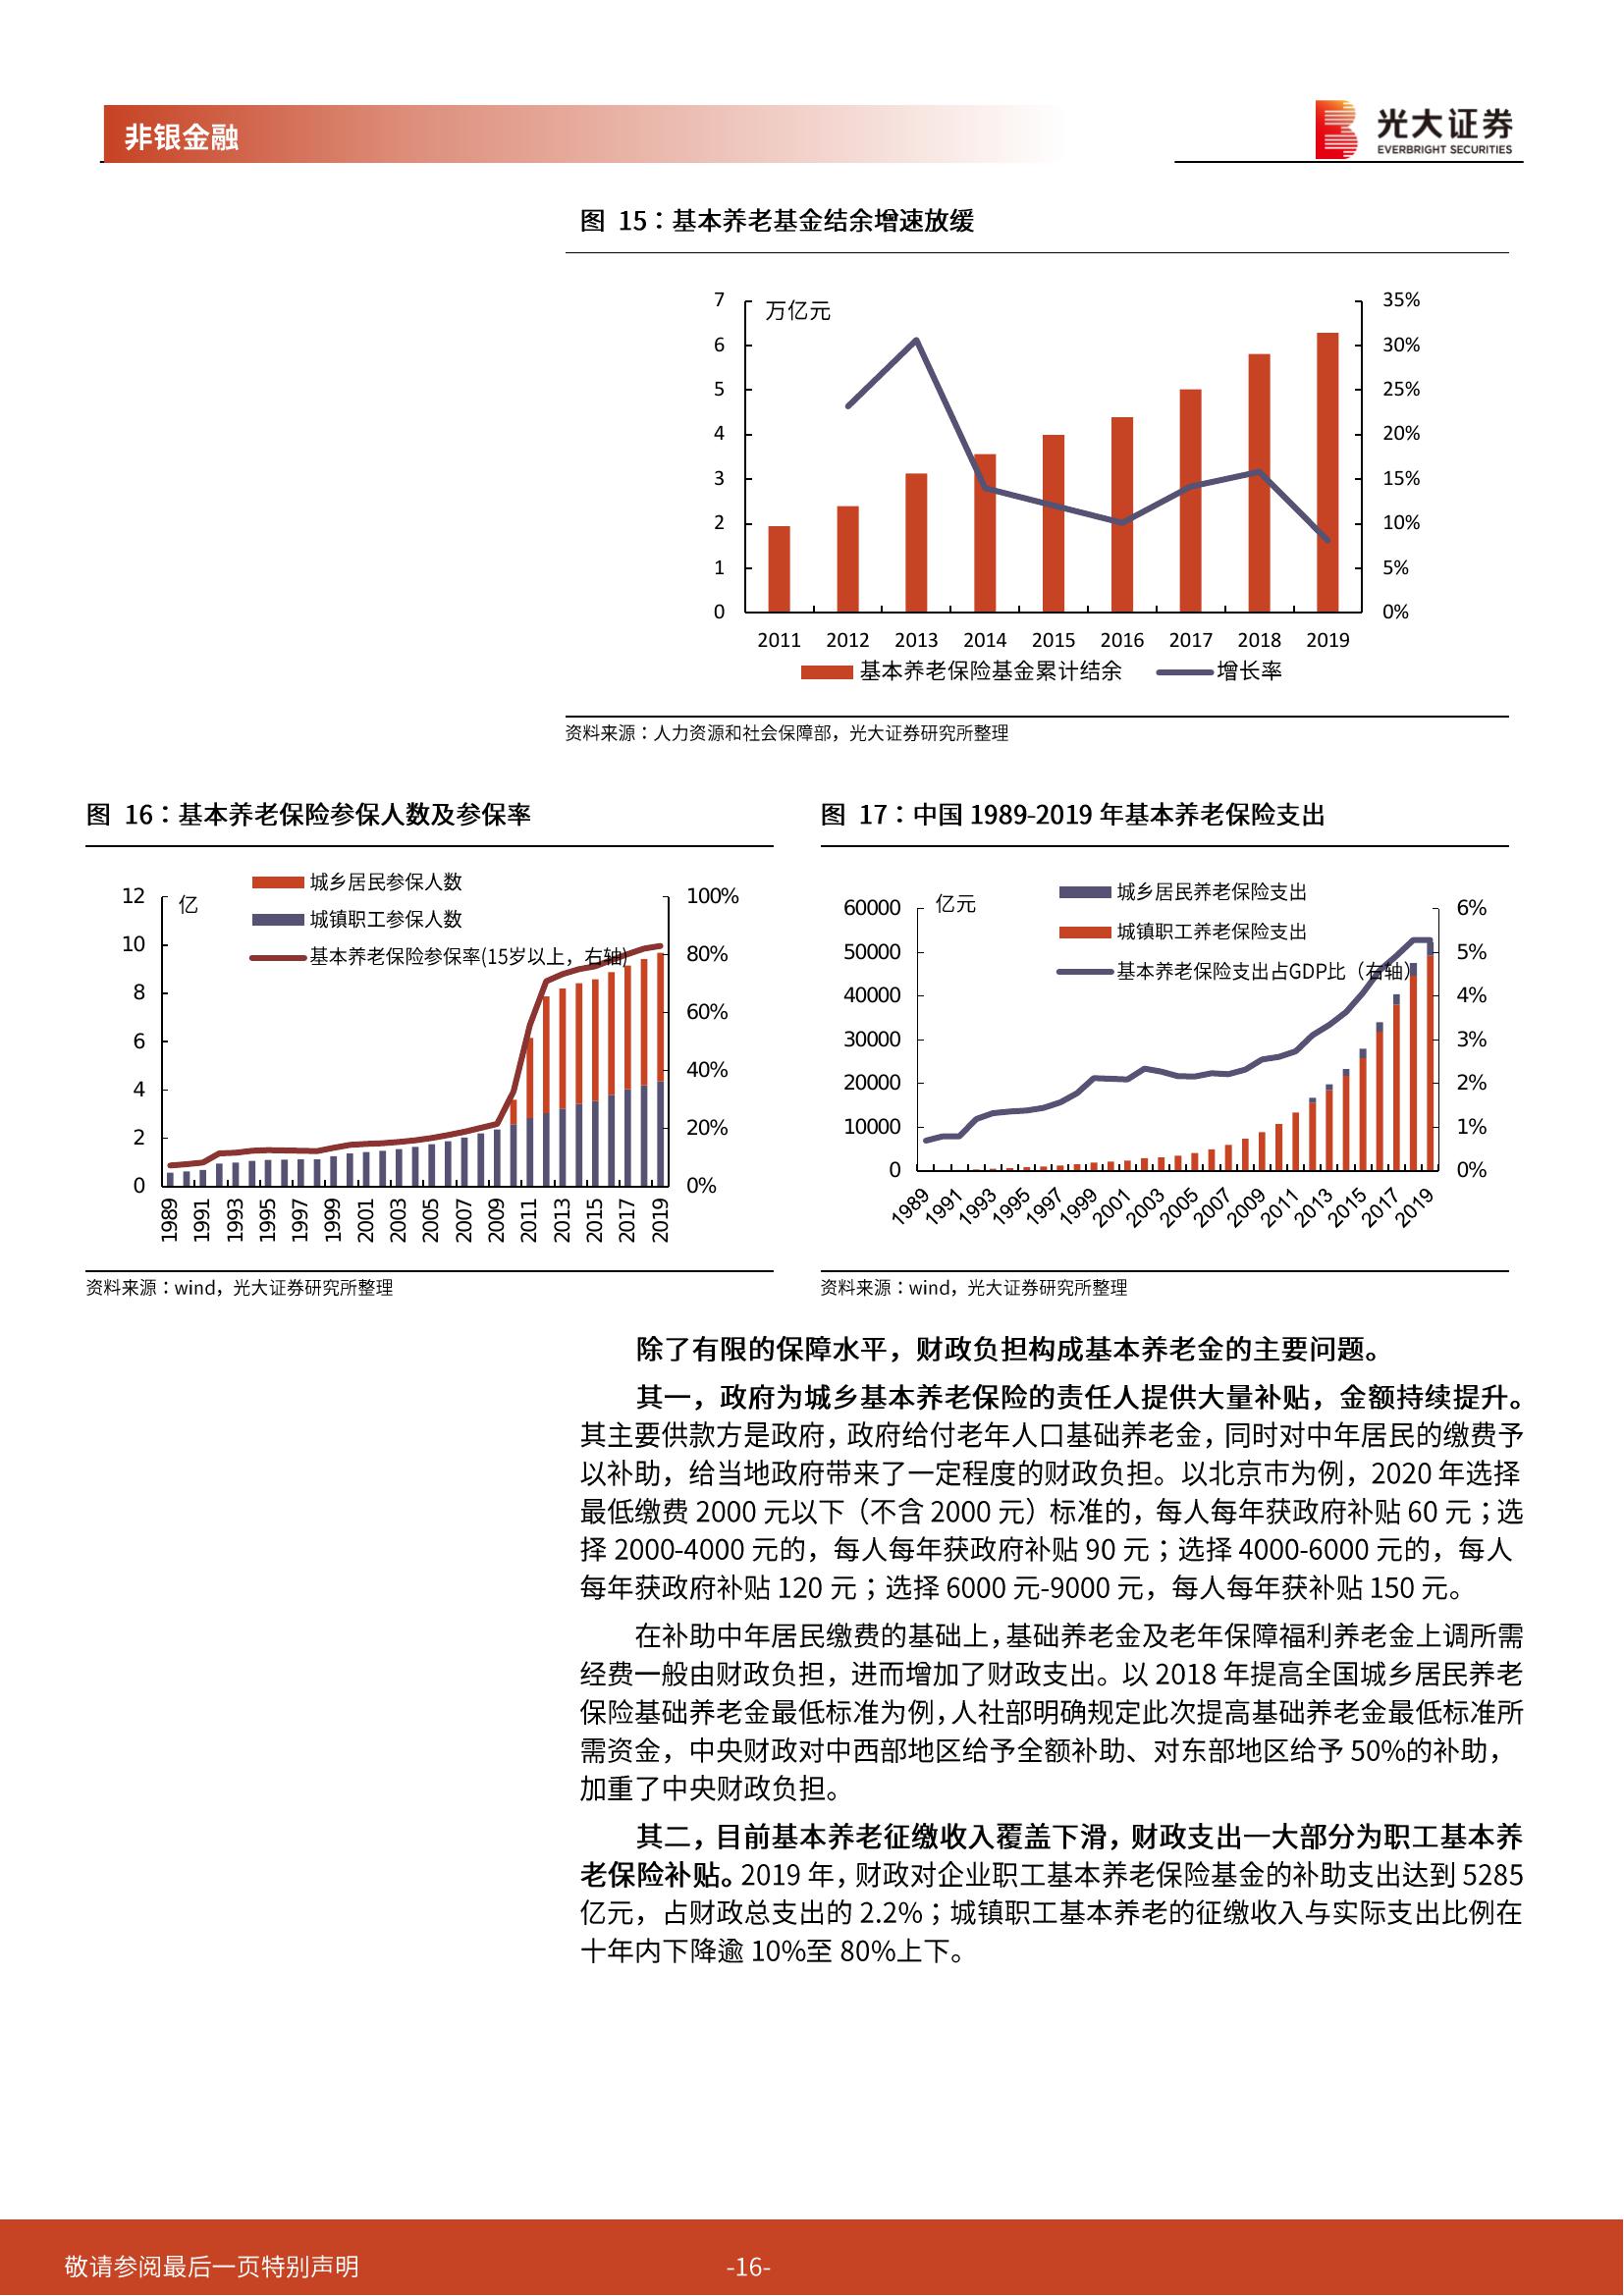 非银金融
光大证券
EVERBRIGHT SECURITIES
图 15：基本养老基金结余增速放缓
万亿元
7
6
5
4
3
2
1
0
35%
30%
25%
20%
15%
10%
5%
0%
2011 2012 2013 2014 2015 2016 2017 2018 2019
基本养老保险基金累计结余 增长率
资料来源：人力资源和社会保障部，光大证券研究所整理
图 16：基本养老保险参保人数及参保率
亿
城乡居民参保人数
城镇职工参保人数
基本养老保险参保率(15岁以上，右轴)
12
10
8
6
4
2
0
100%
80%
60%
40%
20%
0%
1989 1991 1993 1995 1997 1999 2001 2003 2005 2007 2009 2011 2013 2015 2017 2019
资料来源：wind，光大证券研究所整理
图 17：中国 1989-2019 年基本养老保险支出
亿元
城乡居民养老保险支出
城镇职工养老保险支出
基本养老保险支出占GDP比（右轴）
60000
50000
40000
30000
20000
10000
0
6%
5%
4%
3%
2%
1%
0%
1989 1991 1993 1995 1997 1999 2001 2003 2005 2007 2009 2011 2013 2015 2017 2019
资料来源：wind，光大证券研究所整理
除了有限的保障水平，财政负担构成基本养老金的主要问题。
其一，政府为城乡基本养老保险的责任人提供大量补贴，金额持续提升。
其主要供款方是政府，政府给付老年人口基础养老金，同时对中年居民的缴费予
以补助，给当地政府带来了一定程度的财政负担。以北京市为例，2020 年选择
最低缴费 2000 元以下（不含 2000 元）标准的，每人每年获政府补贴 60 元；选
择 2000-4000 元的，每人每年获政府补贴 90 元；选择 4000-6000 元的，每人
每年获政府补贴 120 元；选择 6000 元-9000 元，每人每年获补贴 150 元。
在补助中年居民缴费的基础上，基础养老金及老年保障福利养老金上调所需
经费一般由财政负担，进而增加了财政支出。以 2018 年提高全国城乡居民养老
保险基础养老金最低标准为例，人社部明确规定此次提高基础养老金最低标准所
需资金，中央财政对中西部地区给予全额补助、对东部地区给予 50%的补助，
加重了中央财政负担。
其二，目前基本养老征缴收入覆盖下滑，财政支出一大部分为职工基本养
老保险补贴。2019 年，财政对企业职工基本养老保险基金的补助支出达到 5285
亿元，占财政总支出的 2.2%；城镇职工基本养老的征缴收入与实际支出比例在
十年内下降逾 10%至 80%上下。
敬请参阅最后一页特别声明
-16-